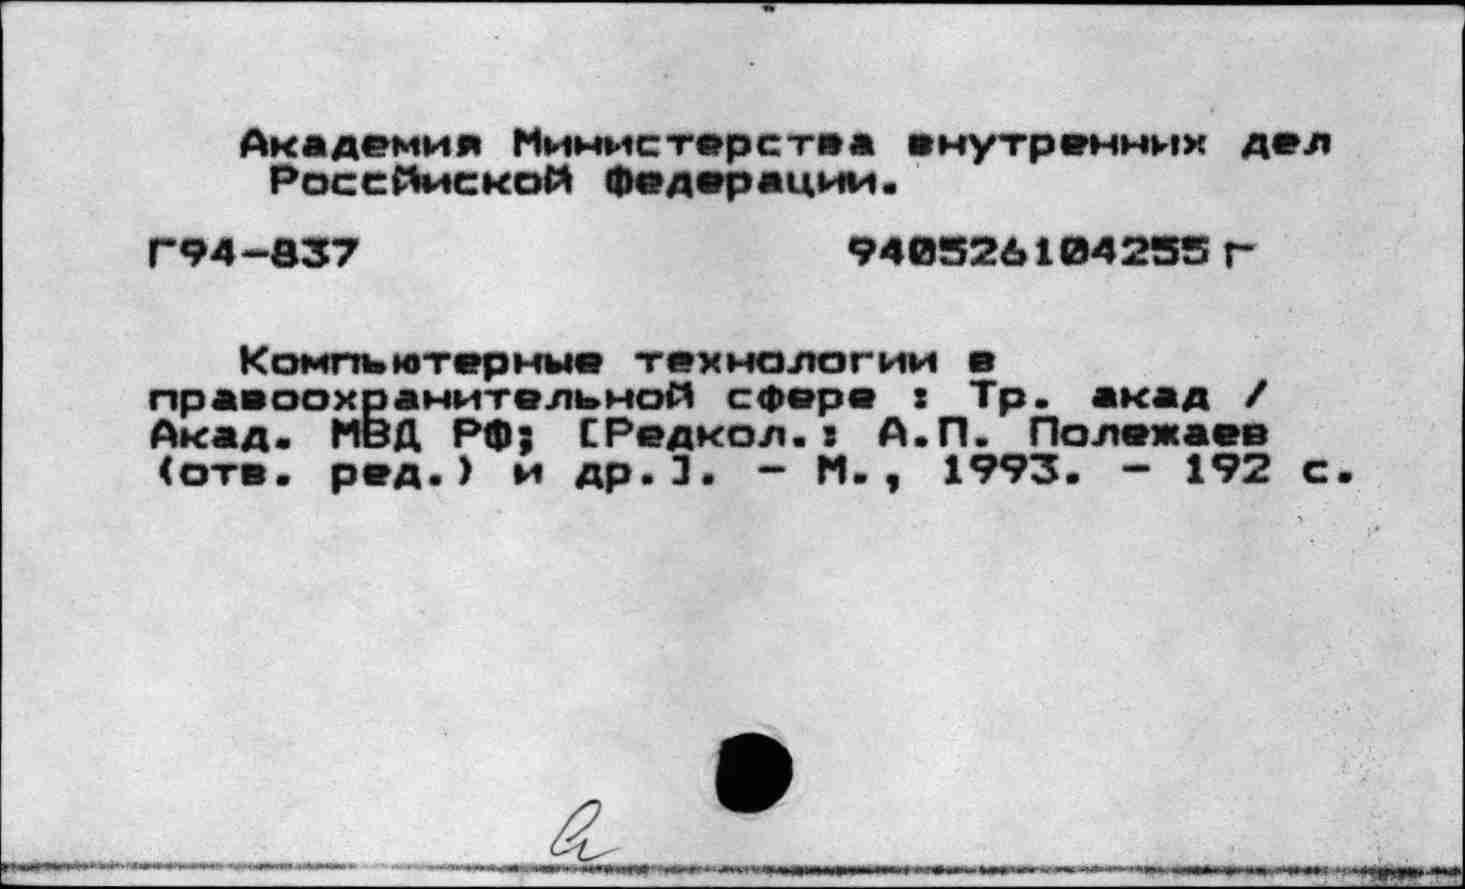 Академия Министерства внутренних дел
РоссЙиской Федерации.
Г94-837 940526104255 г
Компьютерные технологии в
правоохранительной сфере : Тр. акад /
Акад. МВД РФ; [Редкол.: А.П. Полежаев
(отв. ред.) и др.]. - М., 1993. - 192 с.